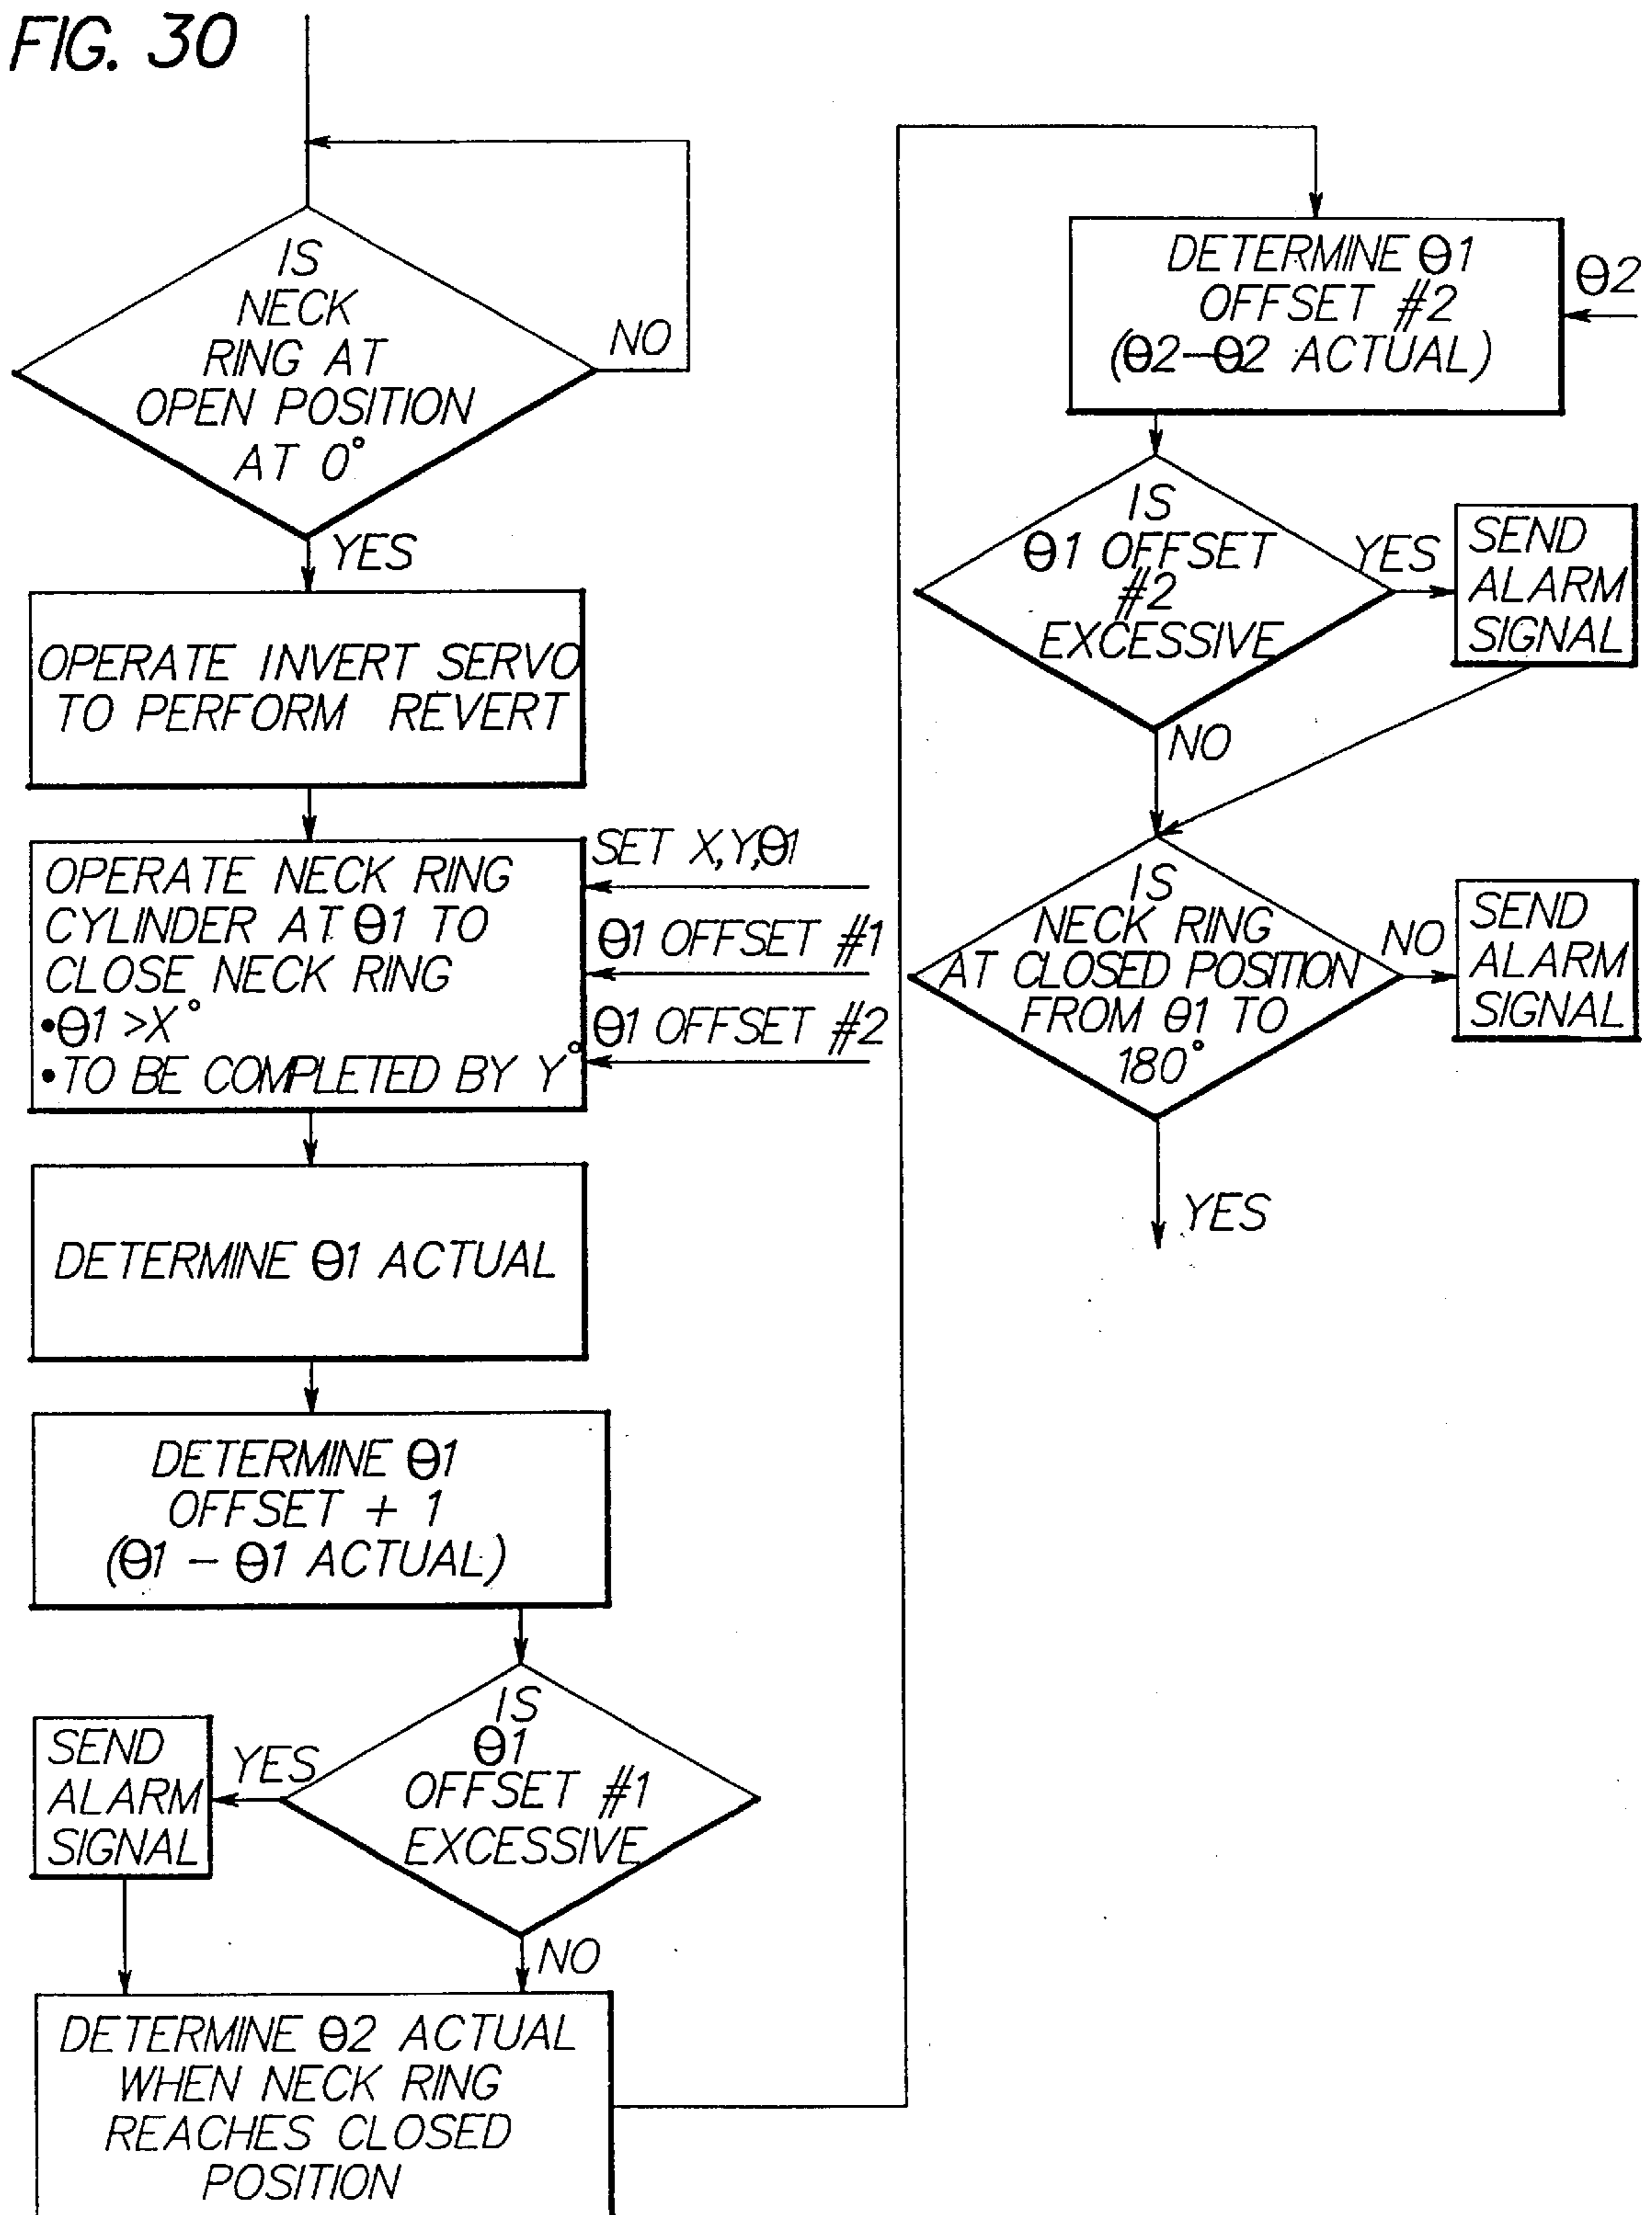 FIG. 30
IS
NECK
RING AT
OPEN POSITION
AT 0°
NO
YES
OPERATE INVERT SERVO
TO PERFORM REVERT
OPERATE NECK RING
CYLINDER AT θ1 TO
CLOSE NECK RING
•θ1 >X°
•TO BE COMPLETED BY Y°
SET X,Y,θ1
θ1 OFFSET #1
θ1 OFFSET #2
DETERMINE θ1 ACTUAL
DETERMINE θ1
OFFSET + 1
(θ1 – θ1 ACTUAL)
IS
θ1
OFFSET #1
EXCESSIVE
YES
SEND
ALARM
SIGNAL
NO
DETERMINE θ2 ACTUAL
WHEN NECK RING
REACHES CLOSED
POSITION
DETERMINE θ1
OFFSET #2
(θ2–θ2 ACTUAL)
θ2
IS
θ1 OFFSET
#2
EXCESSIVE
YES
SEND
ALARM
SIGNAL
NO
IS
NECK RING
AT CLOSED POSITION
FROM θ1 TO
180°
NO
SEND
ALARM
SIGNAL
YES